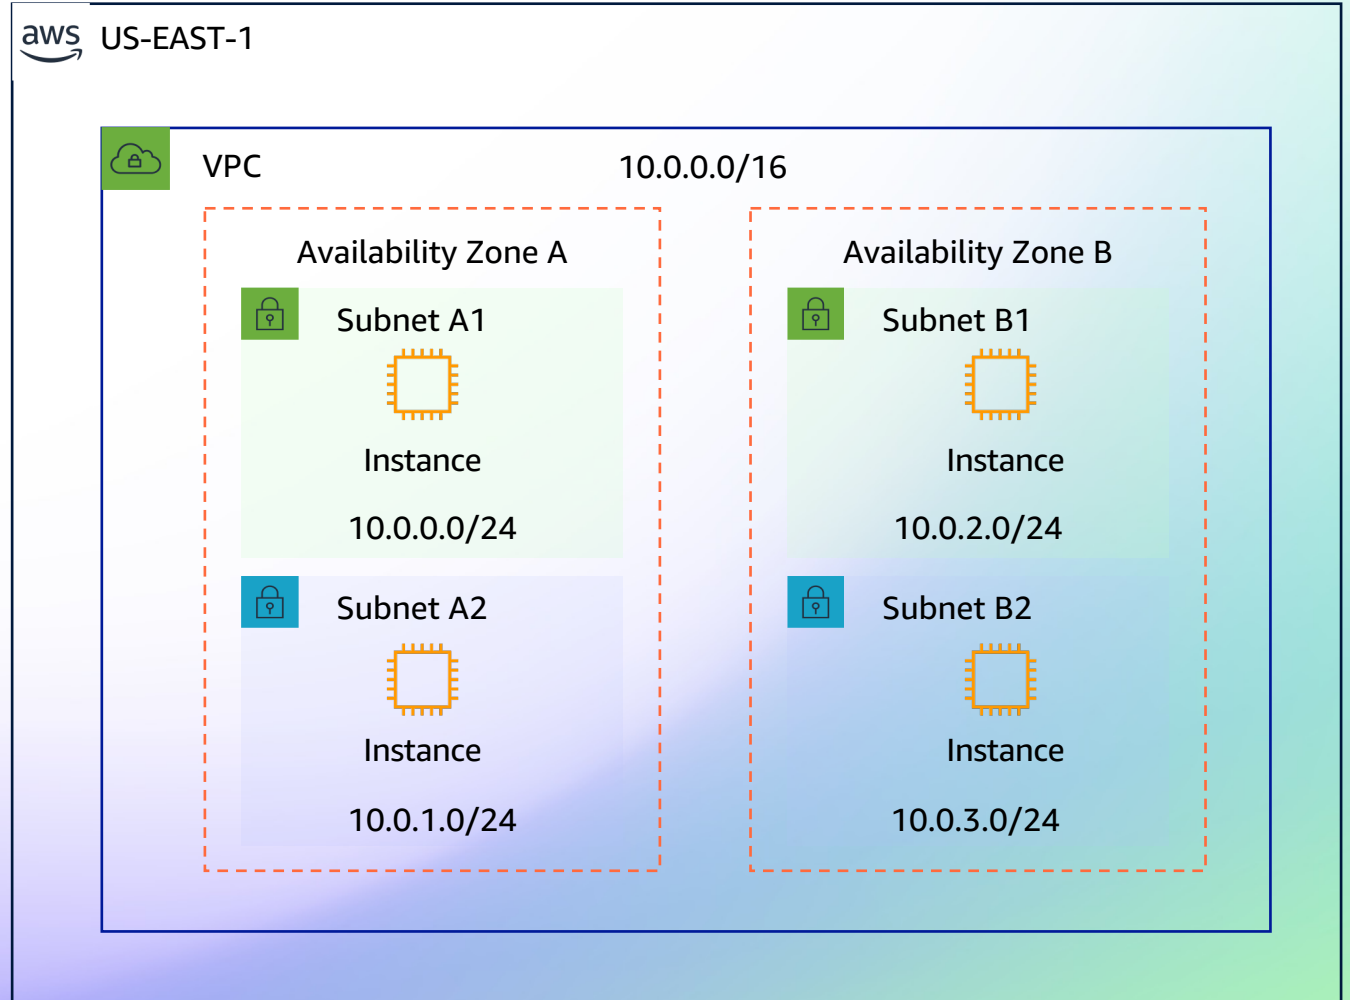 aws US-EAST-1
VPC 10.0.0.0/16
Availability Zone A
Subnet A1
Instance
10.0.0.0/24
Subnet A2
Instance
10.0.1.0/24
Availability Zone B
Subnet B1
Instance
10.0.2.0/24
Subnet B2
Instance
10.0.3.0/24